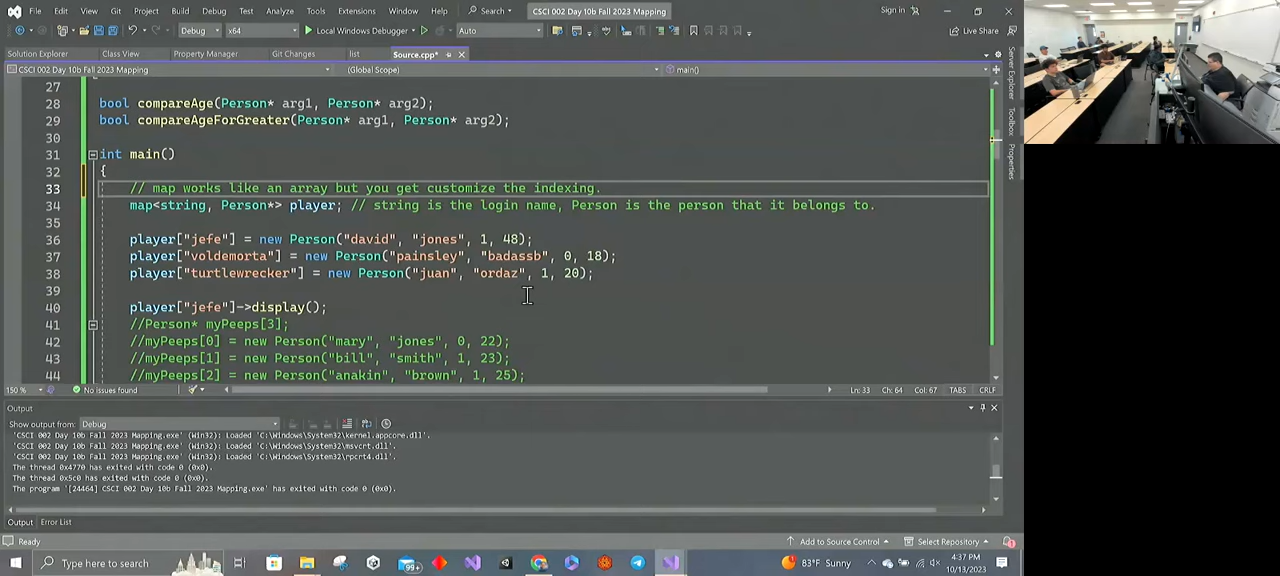 File Edit View Git Project Build Debug Test Analyze Tools Extensions Window Help Search CSCI 002 Day 10b Fall 2023 Mapping Sign in
Debug x64 Local Windows Debugger Auto Live Share
Solution Explorer Class View Property Manager Git Changes list Source.cpp*
CSCI 002 Day 10b Fall 2023 Mapping (Global Scope) main()
27
28 bool compareAge(Person* arg1, Person* arg2);
29 bool compareAgeForGreater(Person* arg1, Person* arg2);
30
31 int main()
32 {
33 // map works like an array but you get customize the indexing.
34 map<string, Person*> player; // string is the login name, Person is the person that it belongs to.
35
36 player["jefe"] = new Person("david", "jones", 1, 48);
37 player["voldemorta"] = new Person("painsley", "badassb", 0, 18);
38 player["turtlewrecker"] = new Person("juan", "ordaz", 1, 20);
39
40 player["jefe"]->display();
41 //Person* myPeeps[3];
42 //myPeeps[0] = new Person("mary", "jones", 0, 22);
43 //myPeeps[1] = new Person("bill", "smith", 1, 23);
44 //myPeeps[2] = new Person("anakin", "brown", 1, 25);
150 % No issues found Ln: 33 Ch: 64 Col: 67 TABS CRLF
Server Explorer
Toolbox
Properties
Output
Show output from: Debug
'CSCI 002 Day 10b Fall 2023 Mapping.exe' (Win32): Loaded 'C:\Windows\System32\kernel.appcore.dll'.
'CSCI 002 Day 10b Fall 2023 Mapping.exe' (Win32): Loaded 'C:\Windows\System32\msvcrt.dll'.
'CSCI 002 Day 10b Fall 2023 Mapping.exe' (Win32): Loaded 'C:\Windows\System32\rpcrt4.dll'.
The thread 0x4770 has exited with code 0 (0x0).
The thread 0x5c0 has exited with code 0 (0x0).
The program '[24464] CSCI 002 Day 10b Fall 2023 Mapping.exe' has exited with code 0 (0x0).
Output Error List
Ready Add to Source Control Select Repository 1
Type here to search 99+ 83°F Sunny 4:37 PM
10/13/2023